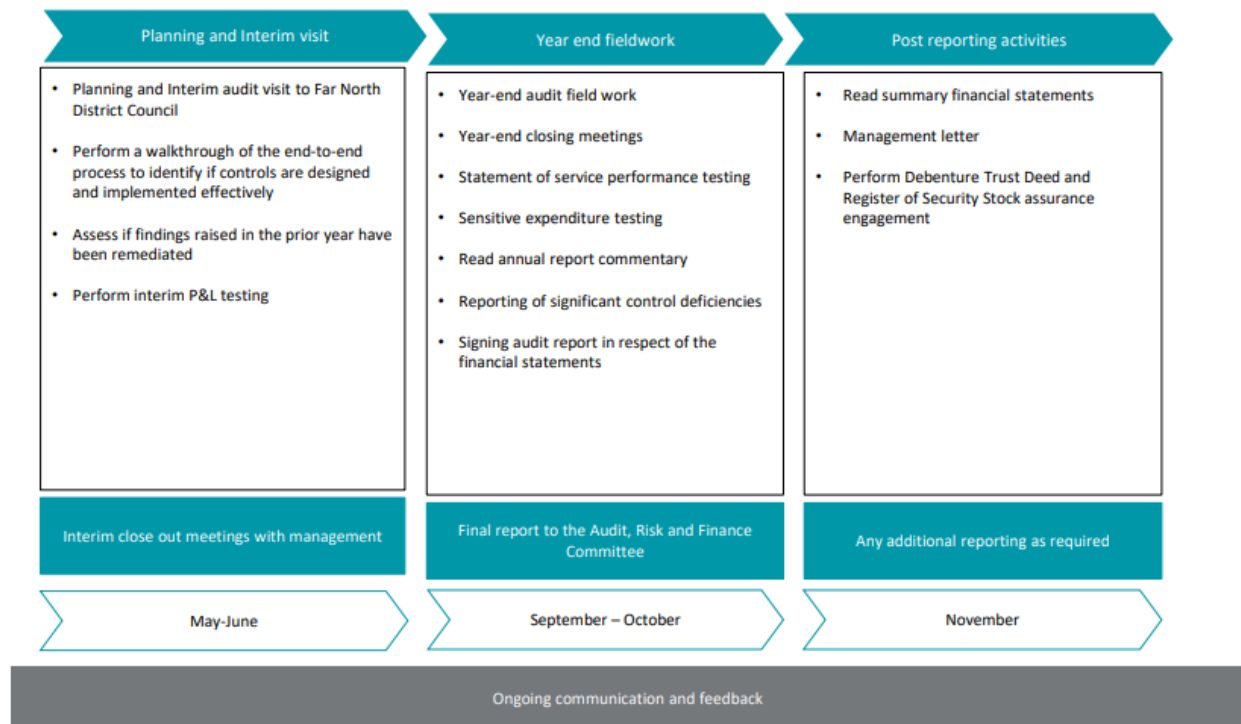 Planning and Interim visit
Year end fieldwork
Post reporting activities
• Planning and Interim audit visit to Far North
District Council
• Perform a walkthrough of the end-to-end
process to identify if controls are designed
and implemented effectively
• Assess if findings raised in the prior year have
been remediated
• Perform interim P&L testing
• Year-end audit field work
• Year-end closing meetings
• Statement of service performance testing
• Sensitive expenditure testing
• Read annual report commentary
• Reporting of significant control deficiencies
• Signing audit report in respect of the
financial statements
• Read summary financial statements
• Management letter
• Perform Debenture Trust Deed and
Register of Security Stock assurance
engagement
Interim close out meetings with management
Final report to the Audit, Risk and Finance
Committee
Any additional reporting as required
May-June
September – October
November
Ongoing communication and feedback